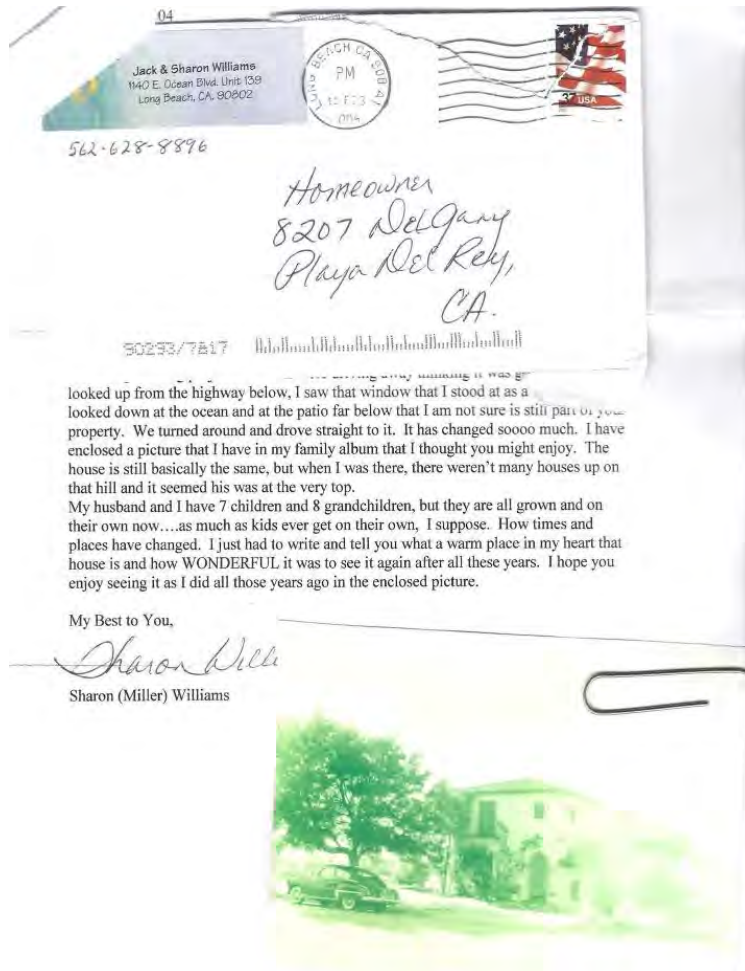 04
Jack & Sharon Williams
1140 E. Ocean Blvd. Unit 139
Long Beach, CA. 90802
LONG BEACH CA 908
PM
004
37 USA
562-628-8896
Homeowner
8207 DelGany
Playa Del Rey,
CA.
90293/7817
looked up from the highway below, I saw that window that I stood at as a
looked down at the ocean and at the patio far below that I am not sure is still part of your
property. We turned around and drove straight to it. It has changed soooo much. I have
enclosed a picture that I have in my family album that I thought you might enjoy. The
house is still basically the same, but when I was there, there weren't many houses up on
that hill and it seemed his was at the very top.
My husband and I have 7 children and 8 grandchildren, but they are all grown and on
their own now….as much as kids ever get on their own, I suppose. How times and
places have changed. I just had to write and tell you what a warm place in my heart that
house is and how WONDERFUL it was to see it again after all these years. I hope you
enjoy seeing it as I did all those years ago in the enclosed picture.
My Best to You,
Sharon Willi
Sharon (Miller) Williams